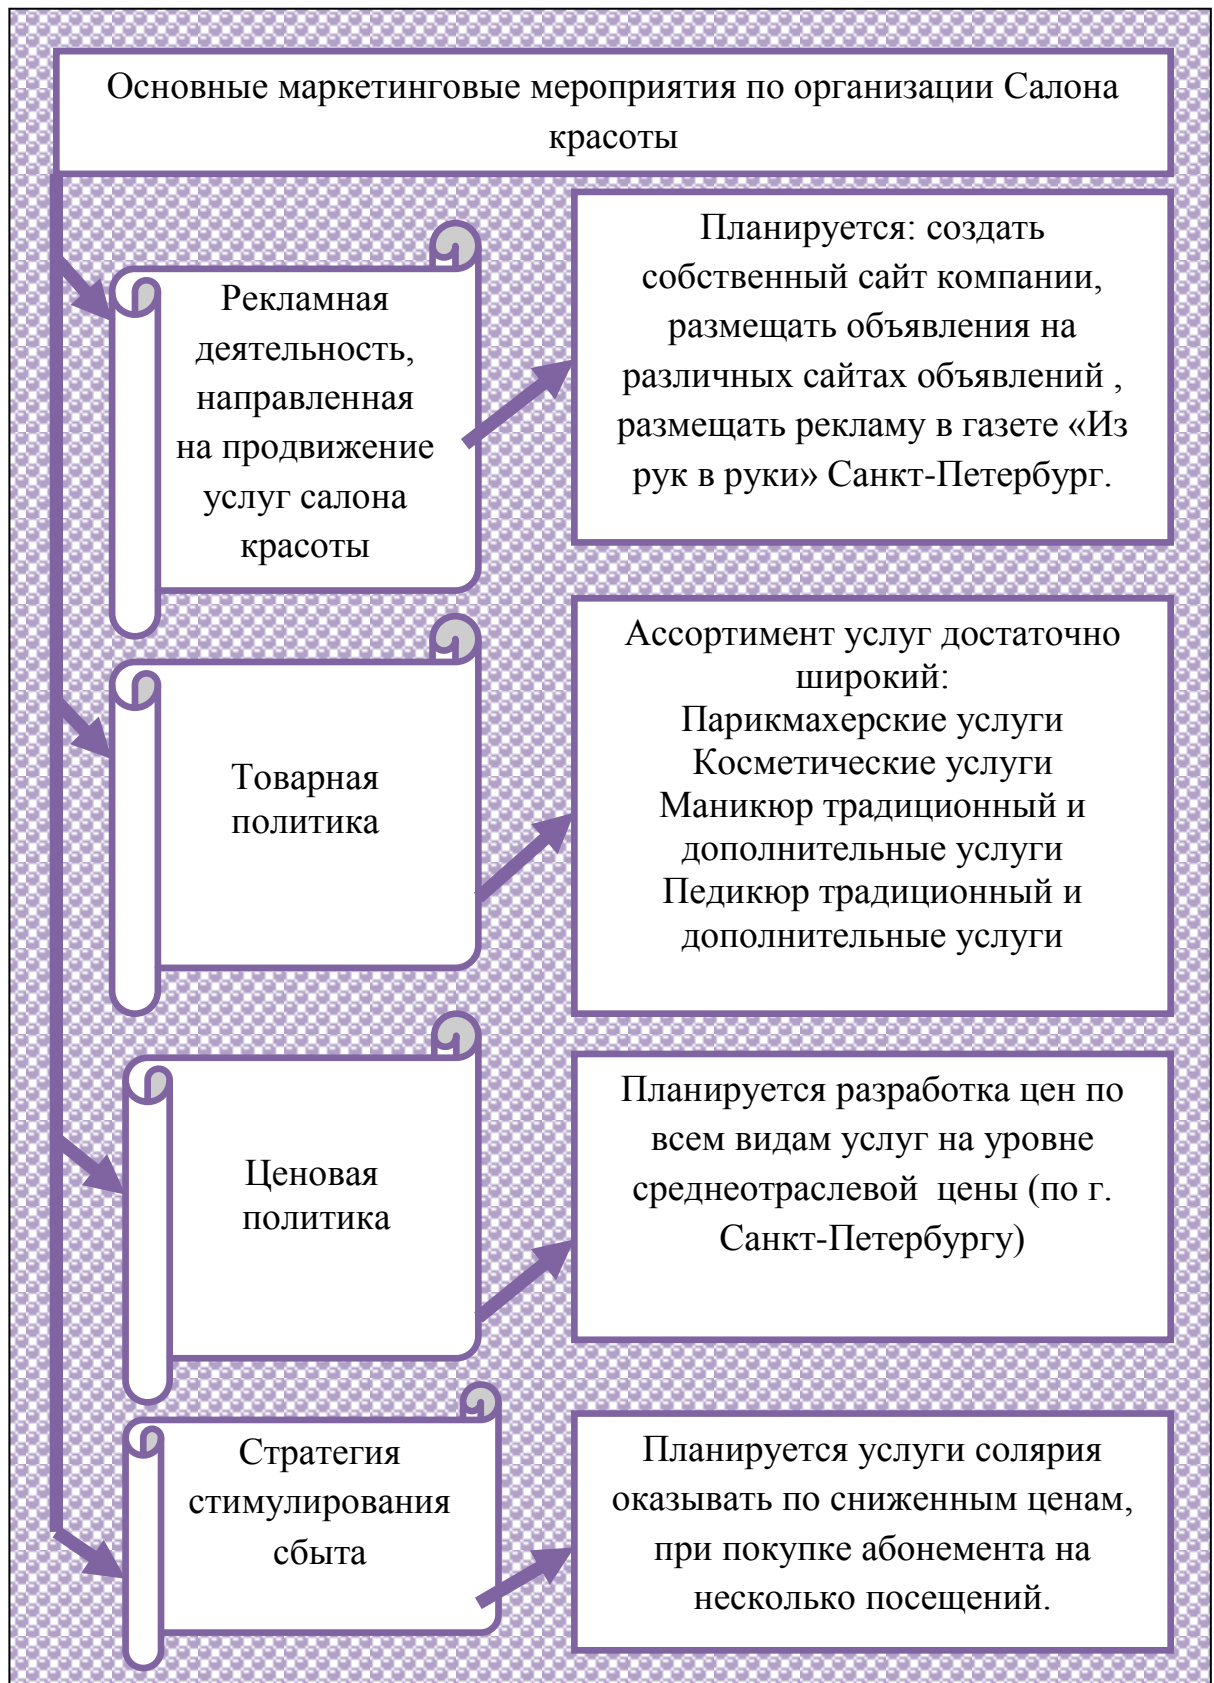 Основные маркетинговые мероприятия по организации Салона
красоты
Рекламная
деятельность,
направленная
на продвижение
услуг салона
красоты
Планируется: создать
собственный сайт компании,
размещать объявления на
различных сайтах объявлений ,
размещать рекламу в газете «Из
рук в руки» Санкт-Петербург.
Товарная
политика
Ассортимент услуг достаточно
широкий:
Парикмахерские услуги
Косметические услуги
Маникюр традиционный и
дополнительные услуги
Педикюр традиционный и
дополнительные услуги
Ценовая
политика
Планируется разработка цен по
всем видам услуг на уровне
среднеотраслевой цены (по г.
Санкт-Петербургу)
Стратегия
стимулирования
сбыта
Планируется услуги солярия
оказывать по сниженным ценам,
при покупке абонемента на
несколько посещений.